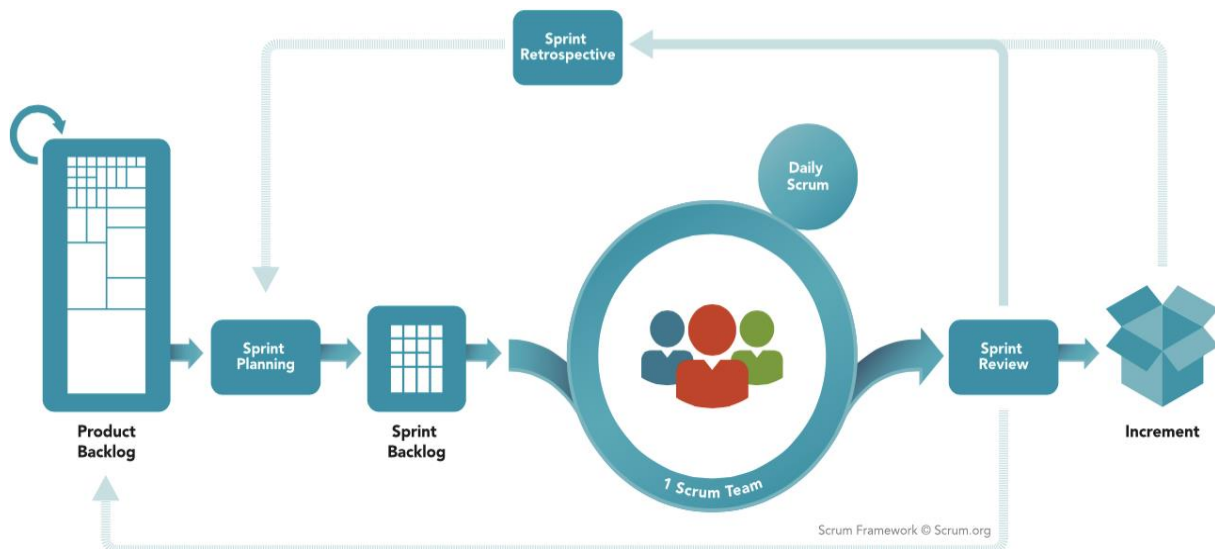 Sprint
Retrospective
Daily
Scrum
Sprint
Planning
Sprint
Review
Product
Backlog
Sprint
Backlog
Increment
1 Scrum Team
Scrum Framework © Scrum.org